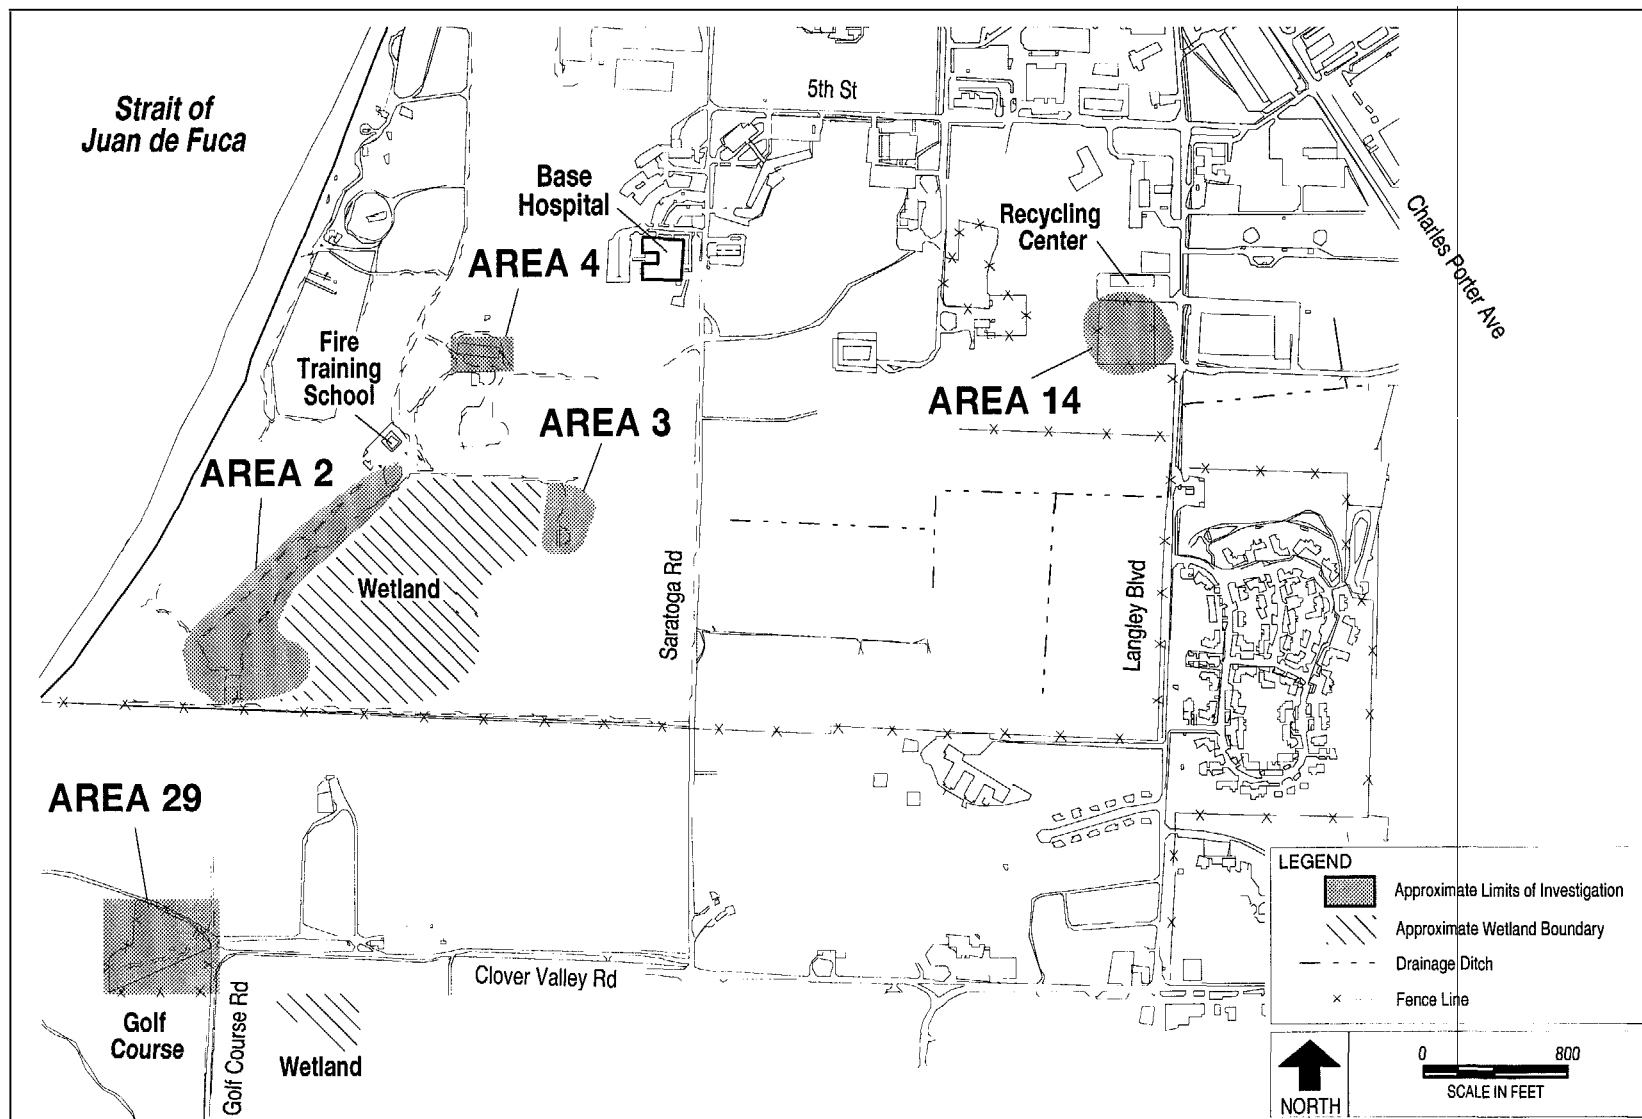 Strait of
Juan de Fuca
5th St
Base
Hospital
AREA 4
Recycling
Center
Charles Porter Ave
Fire
Training
School
AREA 14
AREA 3
AREA 2
Wetland
Saratoga Rd
Langley Blvd
AREA 29
LEGEND
Approximate Limits of Investigation
Approximate Wetland Boundary
Drainage Ditch
Fence Line
Clover Valley Rd
Golf
Course
Golf Course Rd
Wetland
NORTH
0 800
SCALE IN FEET